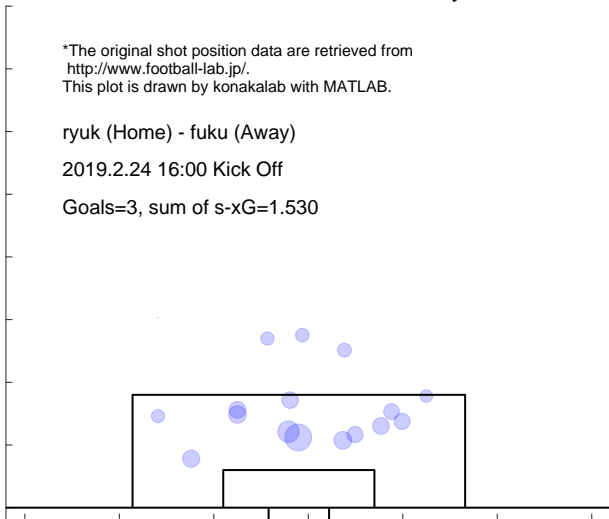 *The original shot position data are retrieved from
http://www.football-lab.jp/.
This plot is drawn by konakalab with MATLAB.
ryuk (Home) - fuku (Away)
2019.2.24 16:00 Kick Off
Goals=3, sum of s-xG=1.530